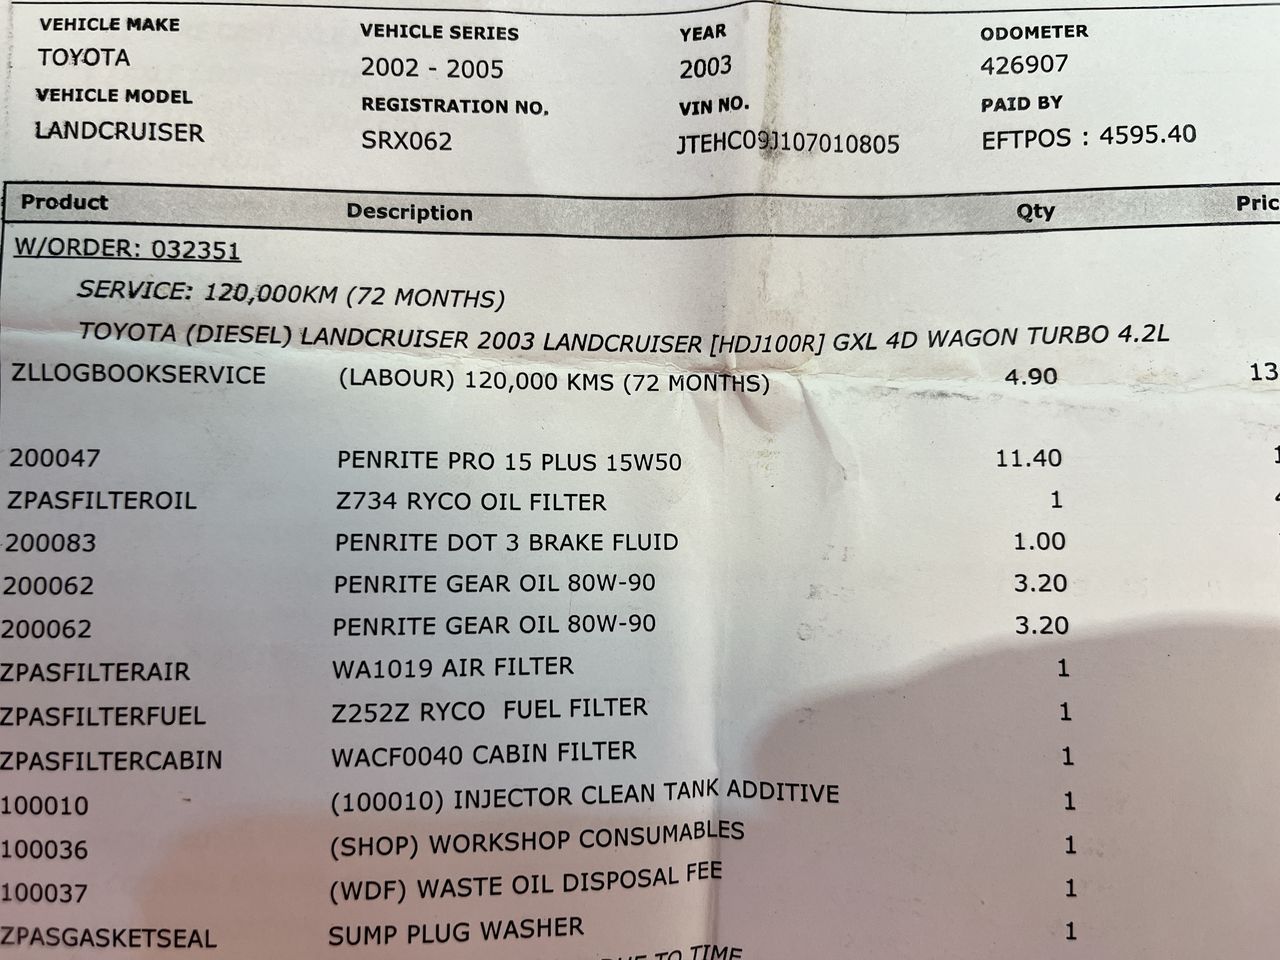 VEHICLE MAKE VEHICLE SERIES YEAR ODOMETER
TOYOTA 2002 - 2005 2003 426907
VEHICLE MODEL REGISTRATION NO. VIN NO. PAID BY
LANDCRUISER SRX062 JTEHC09J107010805 EFTPOS : 4595.40
Product Description Qty Pric
W/ORDER: 032351
SERVICE: 120,000KM (72 MONTHS)
TOYOTA (DIESEL) LANDCRUISER 2003 LANDCRUISER [HDJ100R] GXL 4D WAGON TURBO 4.2L
ZLLOGBOOKSERVICE (LABOUR) 120,000 KMS (72 MONTHS) 4.90 13
200047 PENRITE PRO 15 PLUS 15W50 11.40 1
ZPASFILTEROIL Z734 RYCO OIL FILTER 1
200083 PENRITE DOT 3 BRAKE FLUID 1.00
200062 PENRITE GEAR OIL 80W-90 3.20
200062 PENRITE GEAR OIL 80W-90 3.20
ZPASFILTERAIR WA1019 AIR FILTER 1
ZPASFILTERFUEL Z252Z RYCO FUEL FILTER 1
ZPASFILTERCABIN WACF0040 CABIN FILTER 1
100010 (100010) INJECTOR CLEAN TANK ADDITIVE 1
100036 (SHOP) WORKSHOP CONSUMABLES 1
100037 (WDF) WASTE OIL DISPOSAL FEE 1
ZPASGASKETSEAL SUMP PLUG WASHER 1
DUE TO TIME